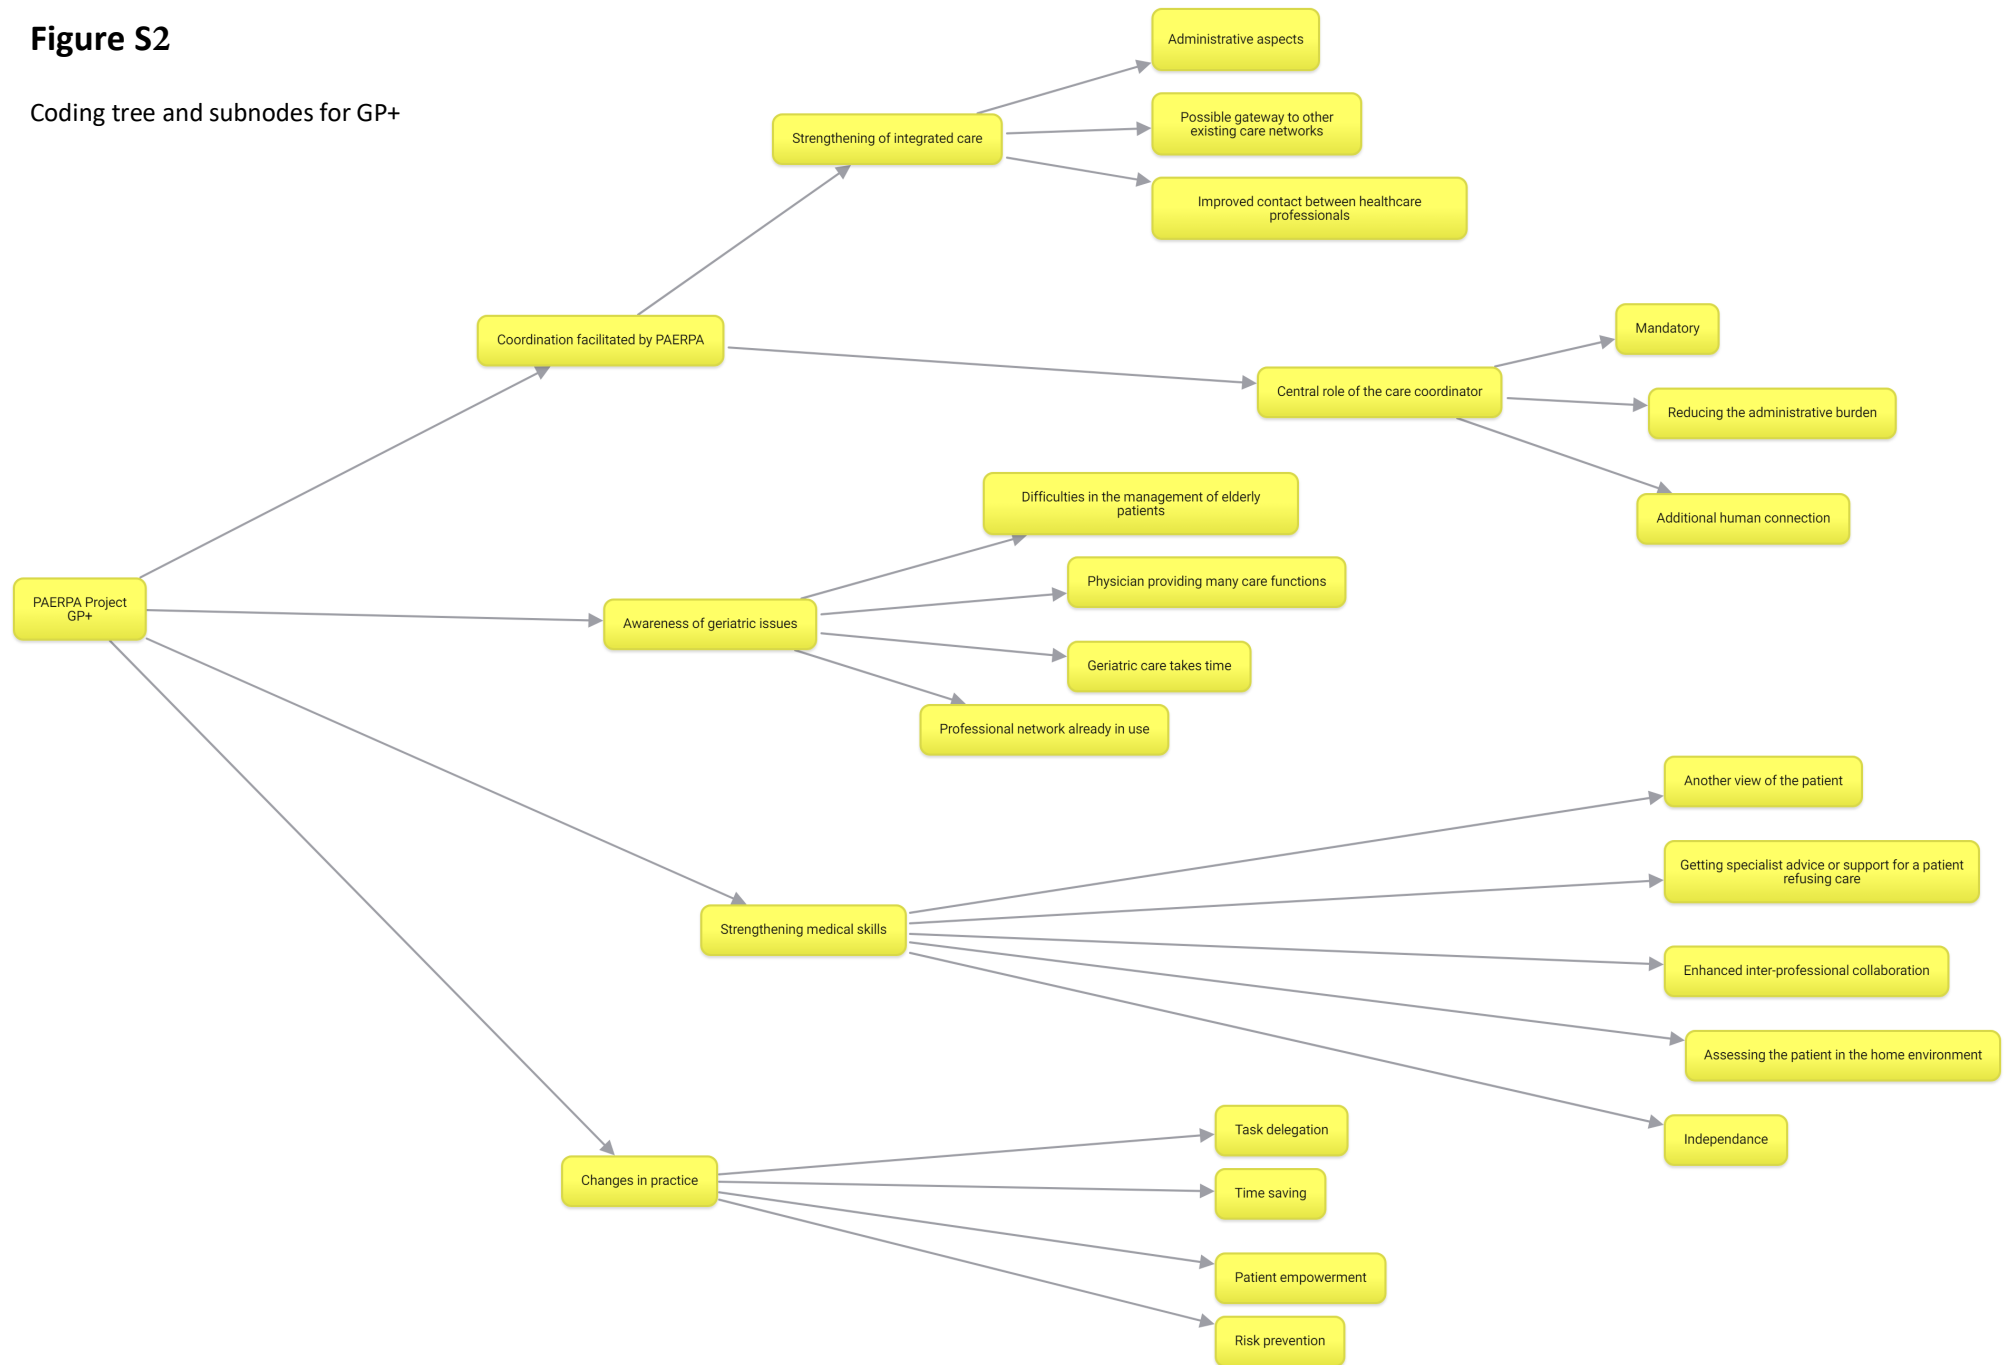 Figure S2
Coding tree and subnodes for GP+
Administrative aspects
Possible gateway to other
existing care networks
Strengthening of integrated care
Improved contact between healthcare
professionals
Coordination facilitated by PAERPA
Mandatory
Central role of the care coordinator
Reducing the administrative burden
Additional human connection
Difficulties in the management of elderly
patients
Physician providing many care functions
PAERPA Project
GP+
Awareness of geriatric issues
Geriatric care takes time
Professional network already in use
Another view of the patient
Getting specialist advice or support for a patient
refusing care
Strengthening medical skills
Enhanced inter-professional collaboration
Assessing the patient in the home environment
Independance
Task delegation
Changes in practice
Time saving
Patient empowerment
Risk prevention